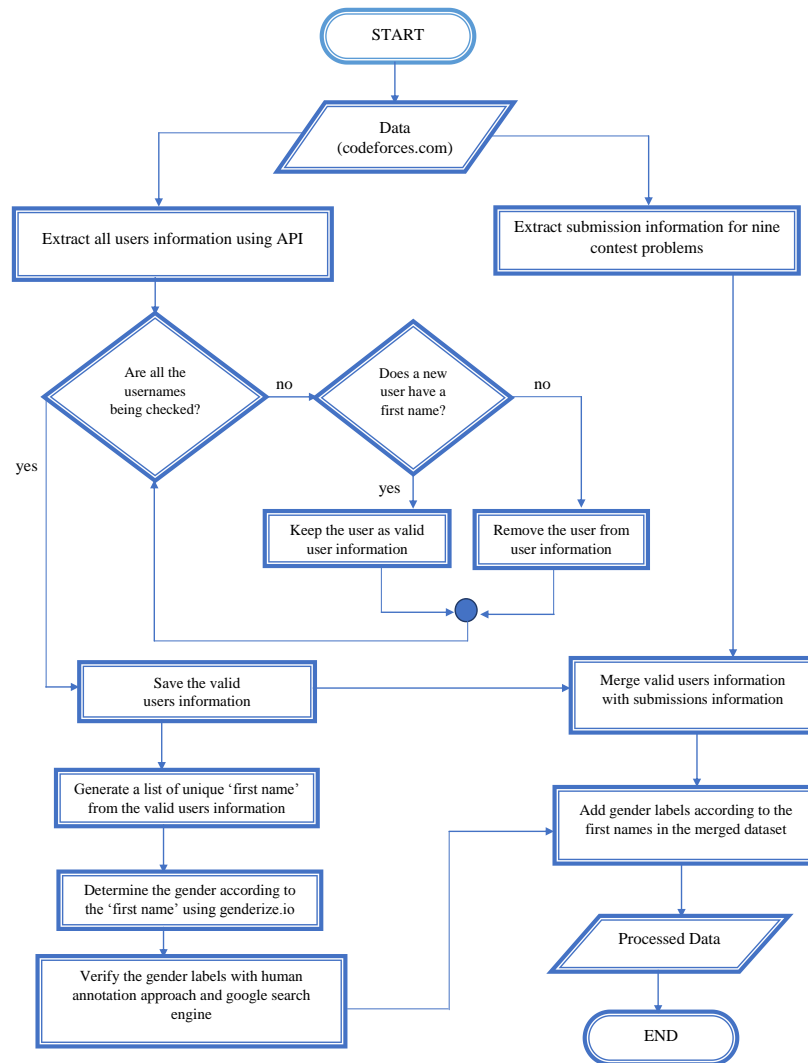 START
Data
(codeforces.com)
Extract all users information using API
Extract submission information for nine
contest problems
Are all the
usernames
being checked?
no
Does a new
user have a
first name?
no
yes
yes
Keep the user as valid
user information
Remove the user from
user information
Save the valid
users information
Merge valid users information
with submissions information
Generate a list of unique ‘first name’
from the valid users information
Add gender labels according to the
first names in the merged dataset
Determine the gender according to
the ‘first name’ using genderize.io
Processed Data
Verify the gender labels with human
annotation approach and google search
engine
END